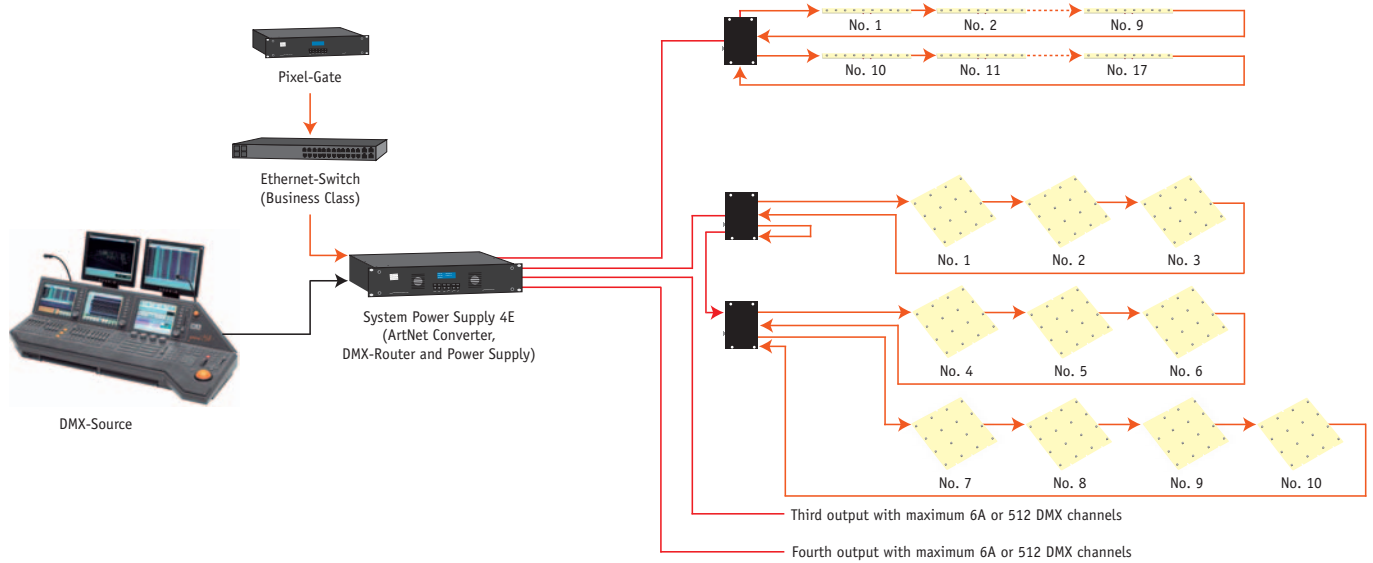 No. 1
No. 2
No. 9
No. 10
No. 11
No. 17
Pixel-Gate
Ethernet-Switch
(Business Class)
System Power Supply 4E
(ArtNet Converter,
DMX-Router and Power Supply)
DMX-Source
No. 1
No. 2
No. 3
No. 4
No. 5
No. 6
No. 7
No. 8
No. 9
No. 10
Third output with maximum 6A or 512 DMX channels
Fourth output with maximum 6A or 512 DMX channels